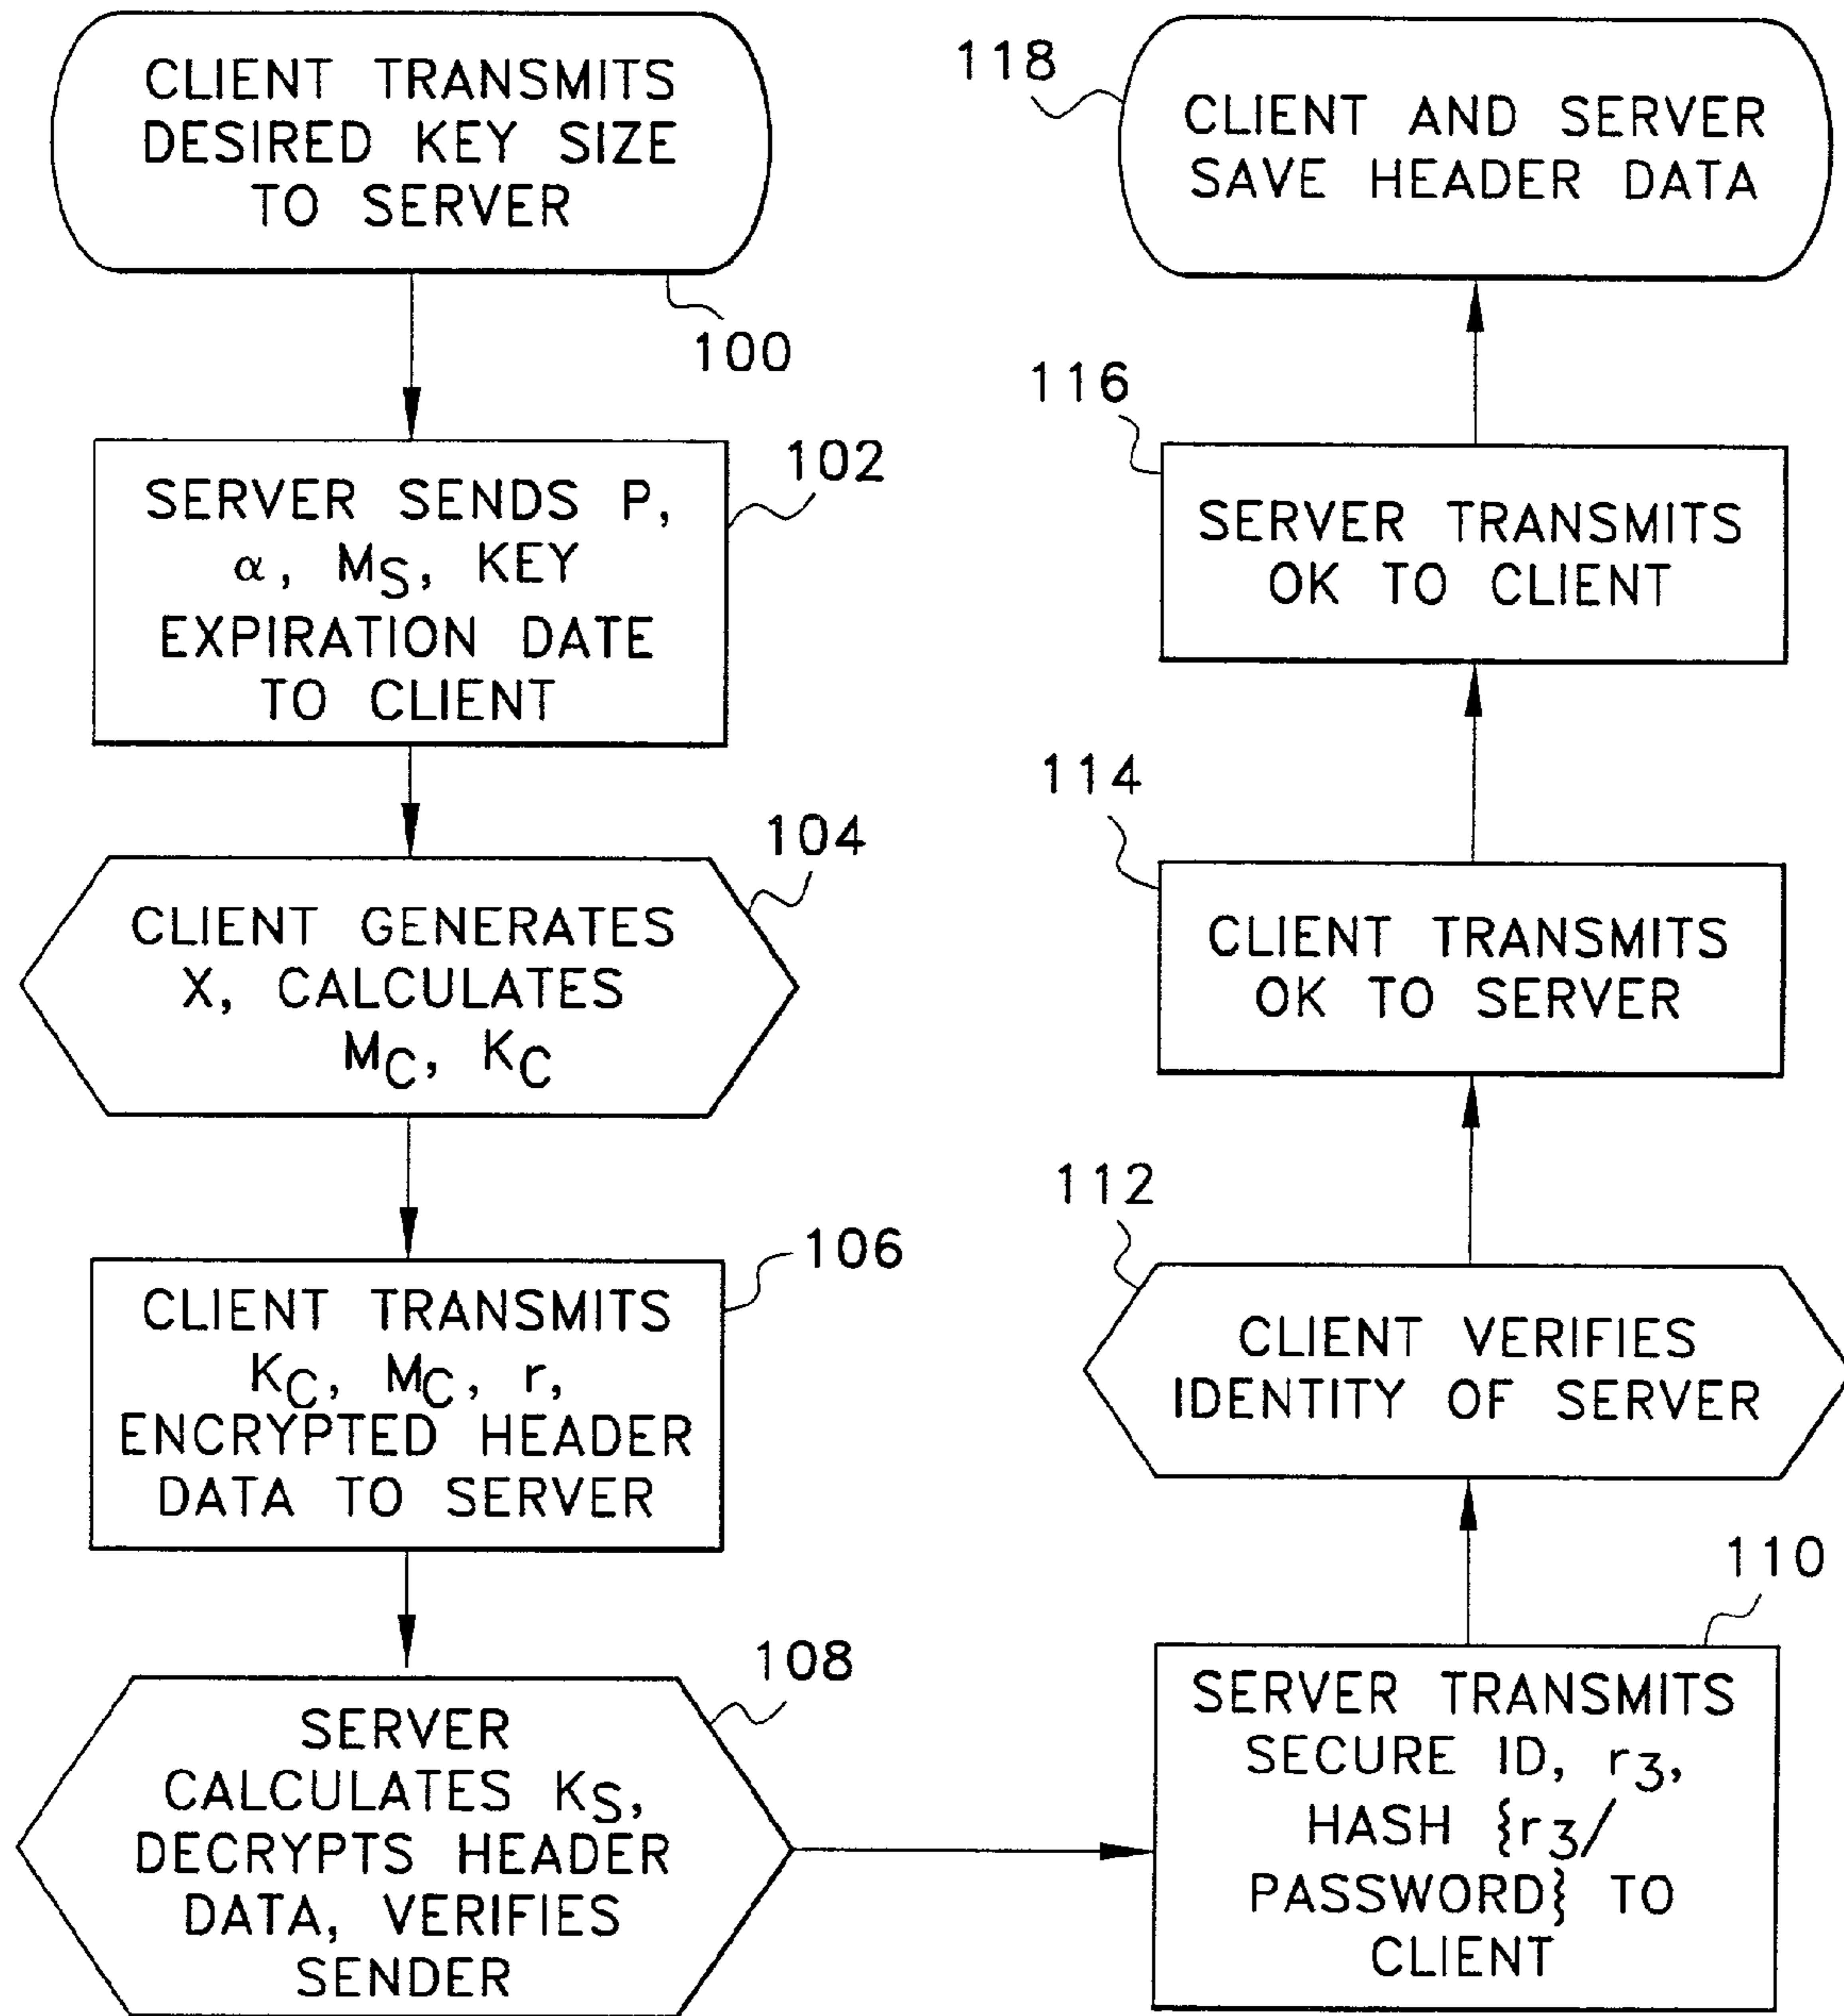 CLIENT TRANSMITS
DESIRED KEY SIZE
TO SERVER
100
102
SERVER SENDS P,
α, MS, KEY
EXPIRATION DATE
TO CLIENT
104
CLIENT GENERATES
X, CALCULATES
MC, KC
106
CLIENT TRANSMITS
KC, MC, r,
ENCRYPTED HEADER
DATA TO SERVER
108
SERVER
CALCULATES KS,
DECRYPTS HEADER
DATA, VERIFIES
SENDER
110
SERVER TRANSMITS
SECURE ID, r3,
HASH {r3/
PASSWORD} TO
CLIENT
112
CLIENT VERIFIES
IDENTITY OF SERVER
114
CLIENT TRANSMITS
OK TO SERVER
116
SERVER TRANSMITS
OK TO CLIENT
118
CLIENT AND SERVER
SAVE HEADER DATA